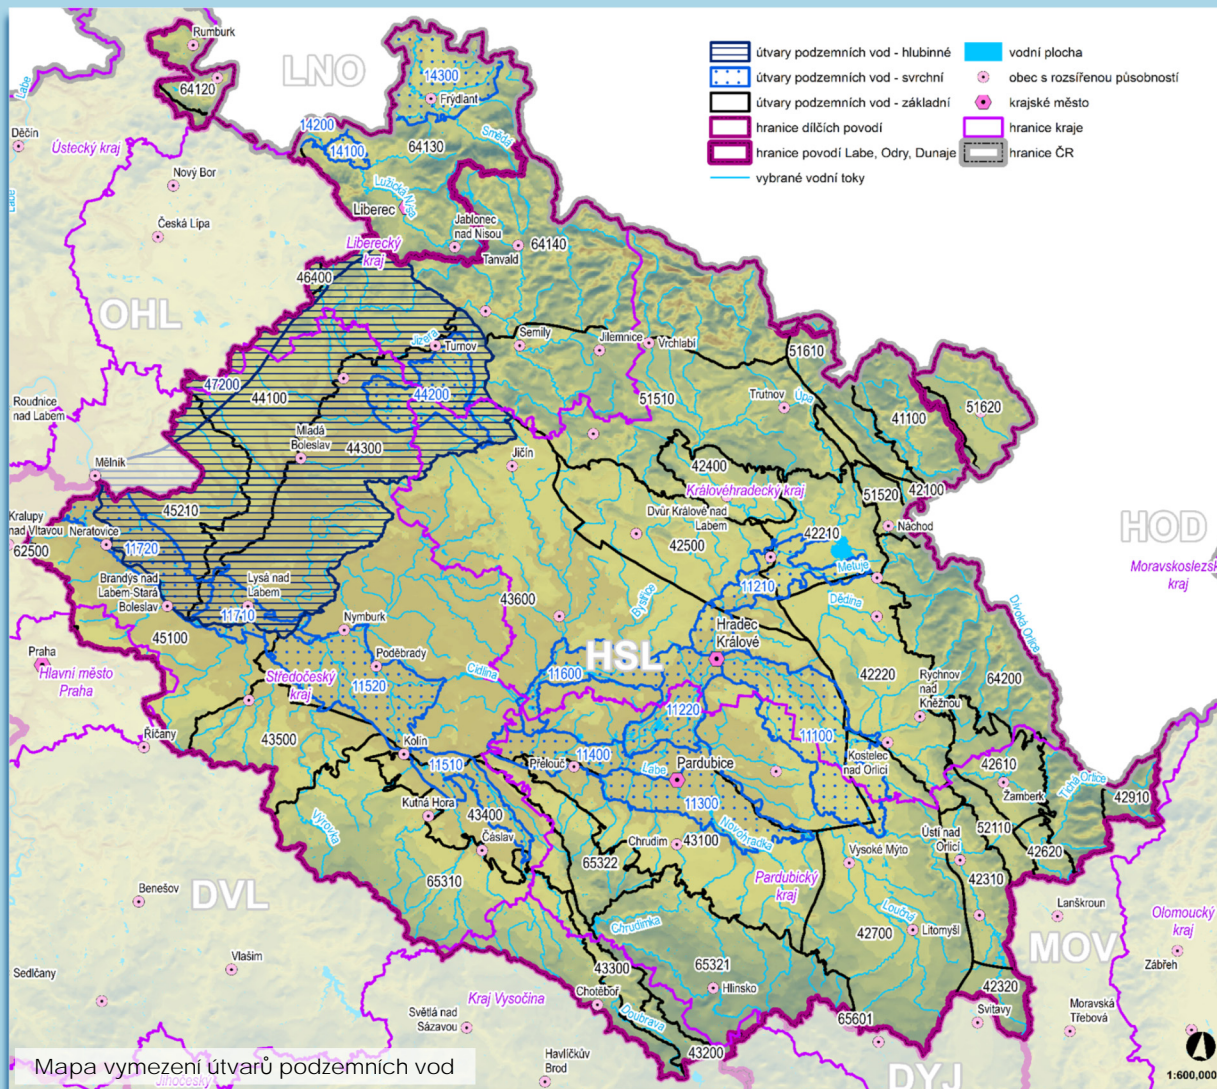 útvary podzemních vod - hlubinné
útvary podzemních vod - svrchní
útvary podzemních vod - základní
hranice dílčích povodí
hranice povodí Labe, Odry, Dunaje
vybrané vodní toky
vodní plocha
obec s rozšířenou působností
krajské město
hranice kraje
hranice ČR
Rumburk
LNO
64120
14300
Frýdlant
Labe
Děčín
Ústecký kraj
14200
14100
64130
Smědá
Nový Bor
Lužická Nisa
Liberec
Česká Lípa
Jablonec
nad Nisou
64140
Liberecký
kraj
Tanvald
Labe
46400
OHL
Jizera
Turnov
Semily
Jilemnice
Vrchlabí
51610
47200
44100
44200
51510
Trutnov
Úpa
41100
51620
Roudnice
nad Labem
Mladá
Boleslav
44300
Jičín
42400
Mělník
Královéhradecký kraj
51520
42100
45210
Dvůr Králové nad
Labem
42500
42210
Náchod
HOD
Kralupy
nad Vltavou
Neratovice
62500
11720
Metuje
Moravskoslezský
kraj
Brandýs nad
Labem-Stará
Boleslav
Lysá nad
Labem
11710
43600
Bystřice
11210
Dědina
Divoká Orlice
Nymburk
Hradec
Králové
45100
Praha
Hlavní město
Praha
Poděbrady
HSL
Středočeský
kraj
11520
Cidlina
11600
42220
Rychnov
nad
Kněžnou
64200
11220
11100
Říčany
43500
Kolín
11510
Přelouč
11400
Labe
Pardubice
Kostelec
nad Orlicí
42610
Žamberk
Tichá Orlice
42910
Kutná Hora
43400
11300
Výrovka
Čáslav
Novohradka
Chrudim
43100
52110
Ústí nad
Orlicí
42620
65322
Vysoké Mýto
65310
Pardubický
kraj
42310
Benešov
DVL
Lanškroun
Olomoucký
kraj
Chrudimka
Loučná
Litomyšl
42700
MOV
Vlašim
Zábřeh
Sedlčany
43300
65321
Hlinsko
42320
Kraj Vysočina
Chotěboř
Doubrava
Světlá nad
Sázavou
65601
Svitavy
Moravská
Třebová
43200
Havlíčkův
Brod
DYJ
Mapa vymezení útvarů podzemních vod
Jihočeský
1:600,000